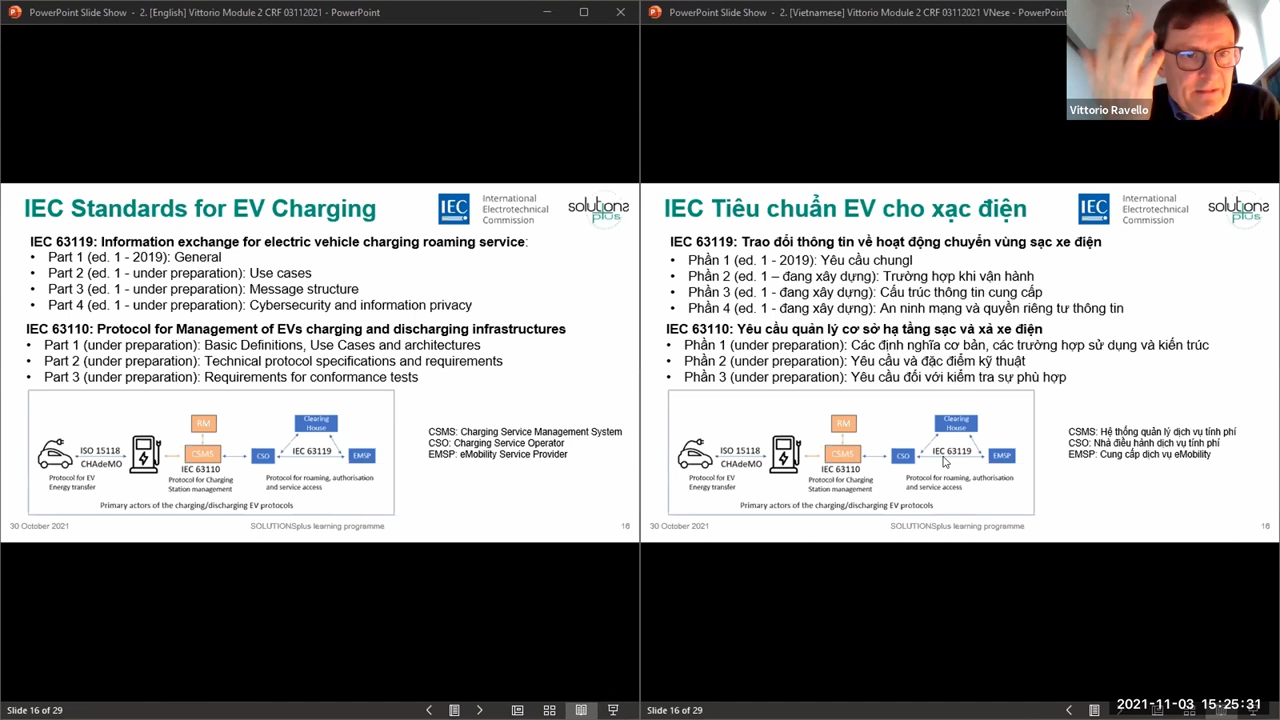 PowerPoint Slide Show - 2. [English] Vittorio Module 2 CRF 03112021 - PowerPoint
IEC Standards for EV Charging
IEC
International
Electrotechnical
Commission
solutions
plus
IEC 63119: Information exchange for electric vehicle charging roaming service:
• Part 1 (ed. 1 - 2019): General
• Part 2 (ed. 1 - under preparation): Use cases
• Part 3 (ed. 1 - under preparation): Message structure
• Part 4 (ed. 1 - under preparation): Cybersecurity and information privacy
IEC 63110: Protocol for Management of EVs charging and discharging infrastructures
• Part 1 (under preparation): Basic Definitions, Use Cases and architectures
• Part 2 (under preparation): Technical protocol specifications and requirements
• Part 3 (under preparation): Requirements for conformance tests
RM
Clearing
House
ISO 15118
CHAdeMO
CSMS
CSO
IEC 63119
EMSP
IEC 63110
Protocol for EV
Energy transfer
Protocol for Charging
Station management
Protocol for roaming, authorisation
and service access
Primary actors of the charging/discharging EV protocols
CSMS: Charging Service Management System
CSO: Charging Service Operator
EMSP: eMobility Service Provider
30 October 2021
SOLUTIONSplus learning programme
16
Slide 16 of 29
PowerPoint Slide Show - 2. [Vietnamese] Vittorio Module 2 CRF 03112021 VNese - PowerPoint
Vittorio Ravello
IEC Tiêu chuẩn EV cho xạc điện
IEC
International
Electrotechnical
Commission
solutions
plus
IEC 63119: Trao đổi thông tin về hoạt động chuyển vùng sạc xe điện
• Phần 1 (ed. 1 - 2019): Yêu cầu chungl
• Phần 2 (ed. 1 – đang xây dựng): Trường hợp khi vận hành
• Phần 3 (ed. 1 - đang xây dựng): Cấu trúc thông tin cung cấp
• Phần 4 (ed. 1 - đang xây dựng): An ninh mạng và quyền riêng tư thông tin
IEC 63110: Yêu cầu quản lý cơ sở hạ tầng sạc và xả xe điện
• Phần 1 (under preparation): Các định nghĩa cơ bản, các trường hợp sử dụng và kiến trúc
• Phần 2 (under preparation): Yêu cầu và đặc điểm kỹ thuật
• Phần 3 (under preparation): Yêu cầu đối với kiểm tra sự phù hợp
RM
Clearing
House
ISO 15118
CHAdeMO
CSMS
CSO
IEC 63119
EMSP
IEC 63110
Protocol for EV
Energy transfer
Protocol for Charging
Station management
Protocol for roaming, authorisation
and service access
Primary actors of the charging/discharging EV protocols
CSMS: Hệ thống quản lý dịch vụ tính phí
CSO: Nhà điều hành dịch vụ tính phí
EMSP: Cung cấp dịch vụ eMobility
30 October 2021
SOLUTIONSplus learning programme
16
Slide 16 of 29
2021-11-03 15:25:31